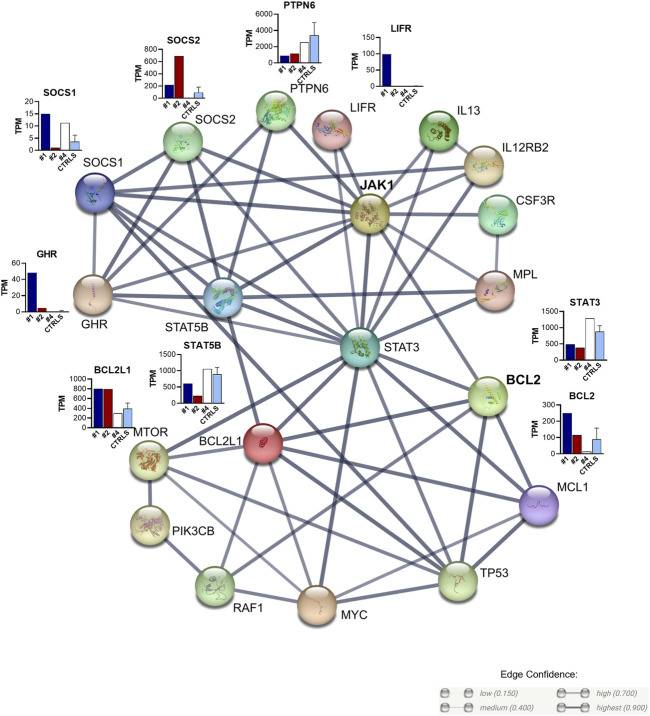 PTPN6
6000
4000
2000
0
TPM
#1 #2 #4 CTRLS
LIFR
150
100
50
0
TPM
#1 #2 #4 CTRLS
SOCS2
800
600
400
200
0
TPM
#1 #2 #4 CTRLS
SOCS1
20
15
10
5
0
TPM
#1 #2 #4 CTRLS
PTPN6
LIFR
IL13
SOCS2
IL12RB2
SOCS1
JAK1
CSF3R
GHR
60
40
20
0
TPM
#1 #2 #4 CTRLS
MPL
GHR
STAT5B
STAT3
STAT3
1500
1000
500
0
TPM
#1 #2 #4 CTRLS
STAT5B
1500
1000
500
0
TPM
#1 #2 #4 CTRLS
BCL2L1
1000
800
600
400
200
0
TPM
#1 #2 #4 CTRLS
BCL2
BCL2
300
200
100
0
TPM
#1 #2 #4 CTRLS
MTOR
BCL2L1
MCL1
PIK3CB
TP53
RAF1
MYC
Edge Confidence:
low (0.150)
high (0.700)
medium (0.400)
highest (0.900)